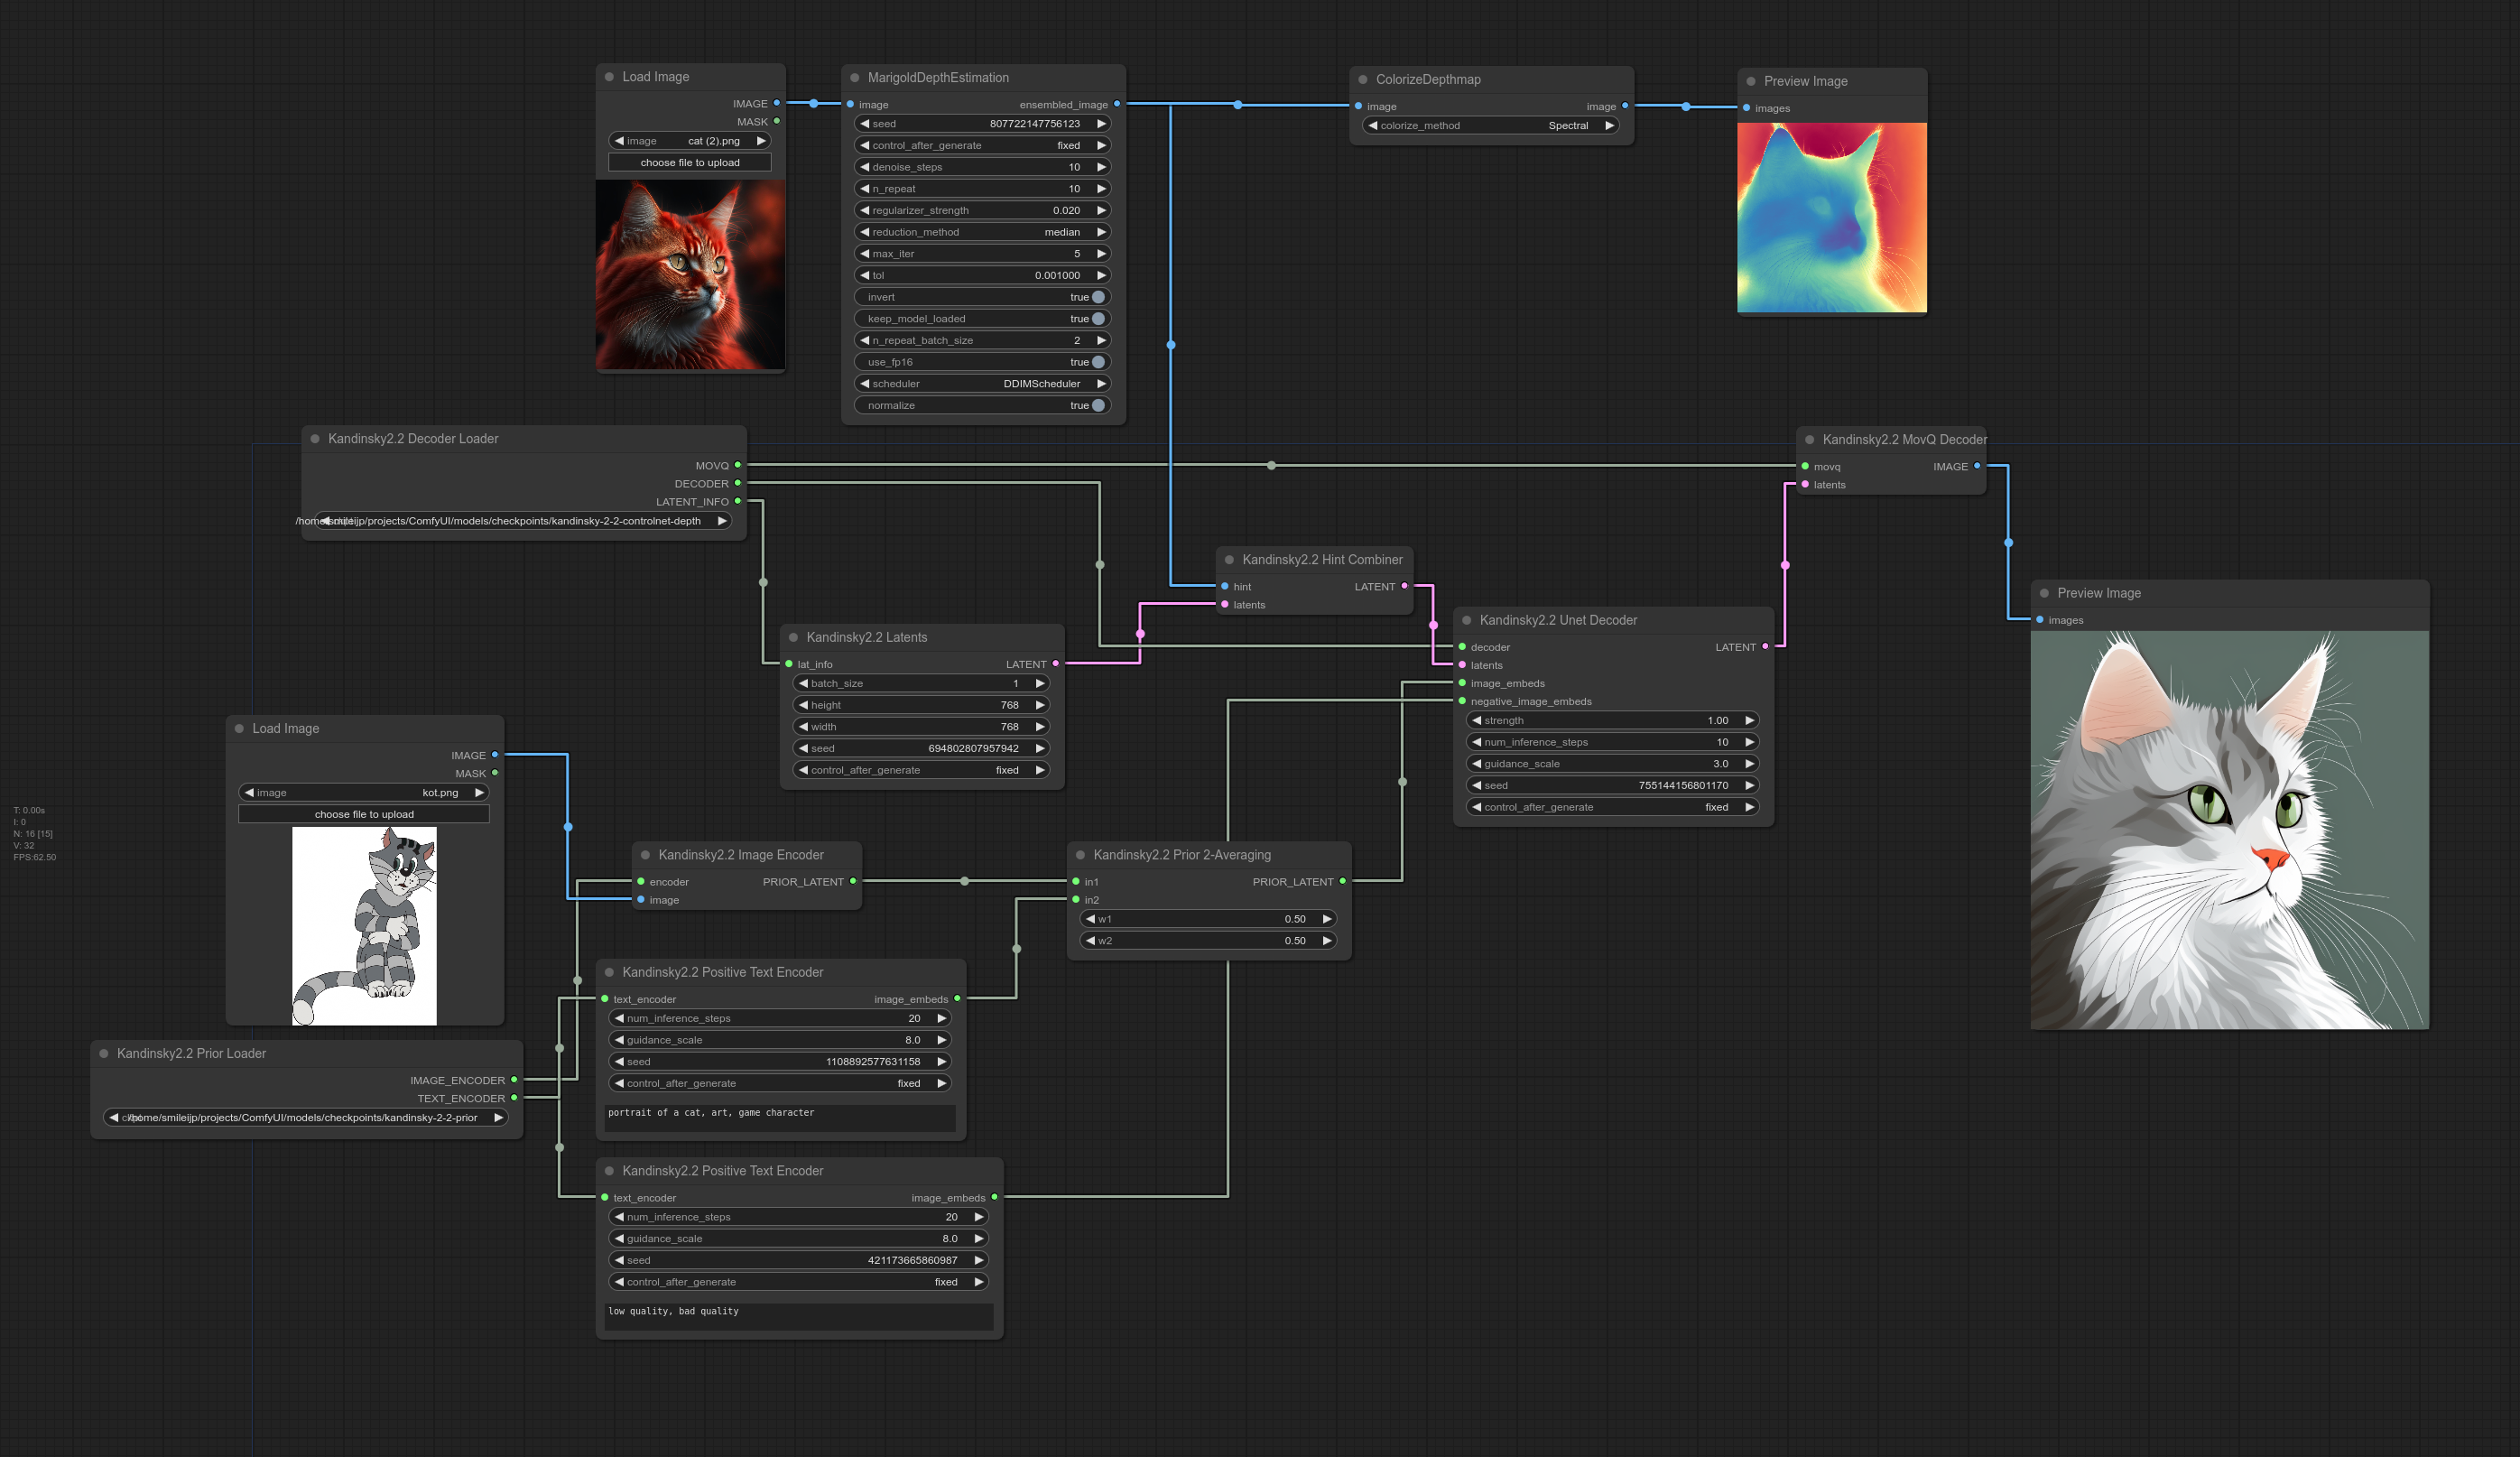 Load Image
IMAGE
MASK
image cat (2).png
choose file to upload
MarigoldDepthEstimation
image ensembled_image
seed 807722147756123
control_after_generate fixed
denoise_steps 10
n_repeat 10
regularizer_strength 0.020
reduction_method median
max_iter 5
tol 0.001000
invert true
keep_model_loaded true
n_repeat_batch_size 2
use_fp16 true
scheduler DDIMScheduler
normalize true
ColorizeDepthmap
image image
colorize_method Spectral
Preview Image
images
Kandinsky2.2 Decoder Loader
MOVQ
DECODER
LATENT_INFO
/home/smileijp/projects/ComfyUI/models/checkpoints/kandinsky-2-2-controlnet-depth
Kandinsky2.2 MovQ Decoder
movq IMAGE
latents
Kandinsky2.2 Hint Combiner
hint LATENT
latents
Kandinsky2.2 Latents
lat_info LATENT
batch_size 1
height 768
width 768
seed 694802807957942
control_after_generate fixed
Kandinsky2.2 Unet Decoder
decoder LATENT
latents
image_embeds
negative_image_embeds
strength 1.00
num_inference_steps 10
guidance_scale 3.0
seed 755144156801170
control_after_generate fixed
Preview Image
images
Load Image
IMAGE
MASK
image kot.png
choose file to upload
T: 0.00s
I: 0
N: 16 [15]
V: 32
FPS:62.50
Kandinsky2.2 Image Encoder
encoder PRIOR_LATENT
image
Kandinsky2.2 Prior 2-Averaging
in1 PRIOR_LATENT
in2
w1 0.50
w2 0.50
Kandinsky2.2 Positive Text Encoder
text_encoder image_embeds
num_inference_steps 20
guidance_scale 8.0
seed 1108892577631158
control_after_generate fixed
portrait of a cat, art, game character
Kandinsky2.2 Prior Loader
IMAGE_ENCODER
TEXT_ENCODER
/home/smileijp/projects/ComfyUI/models/checkpoints/kandinsky-2-2-prior
Kandinsky2.2 Positive Text Encoder
text_encoder image_embeds
num_inference_steps 20
guidance_scale 8.0
seed 421173665860987
control_after_generate fixed
low quality, bad quality